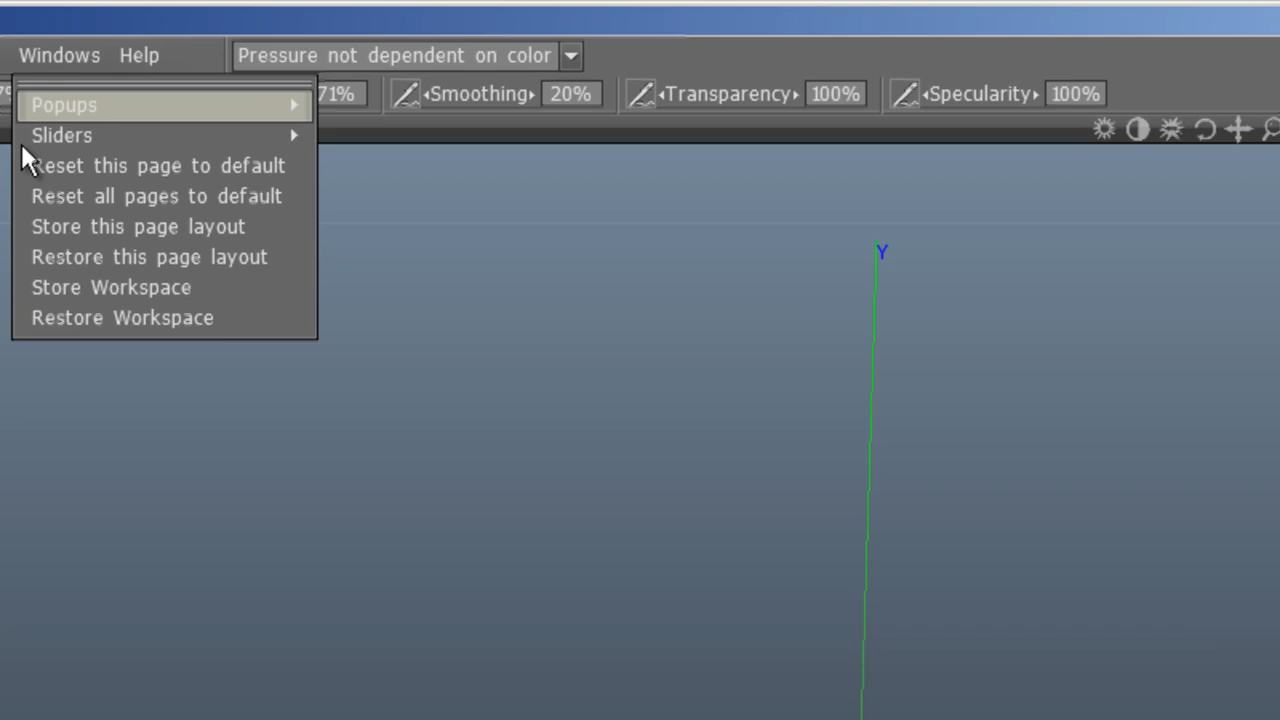 Windows Help Pressure not dependent on color
71% Smoothing 20% Transparency 100% Specularity 100%
Popups
Sliders
Reset this page to default
Reset all pages to default
Store this page layout
Restore this page layout
Store Workspace
Restore Workspace
Y